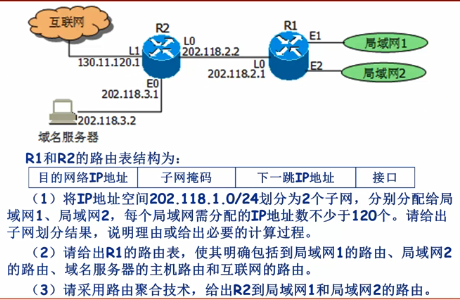 互联网
R2
R1
E1
局域网1
L1
L0
202.118.2.2
130.11.120.1
E0
L0
202.118.2.1
E2
局域网2
202.118.3.1
202.118.3.2
域名服务器
R1和R2的路由表结构为：
目的网络IP地址 子网掩码 下一跳IP地址 接口
（1）将IP地址空间202.118.1.0/24划分为2个子网，分别分配给局
域网1、局域网2，每个局域网需分配的IP地址数不少于120个。请给出
子网划分结果，说明理由或给出必要的计算过程。
（2）请给出R1的路由表，使其明确包括到局域网1的路由、局域网2
的路由、域名服务器的主机路由和互联网的路由。
（3）请采用路由聚合技术，给出R2到局域网1和局域网2的路由。